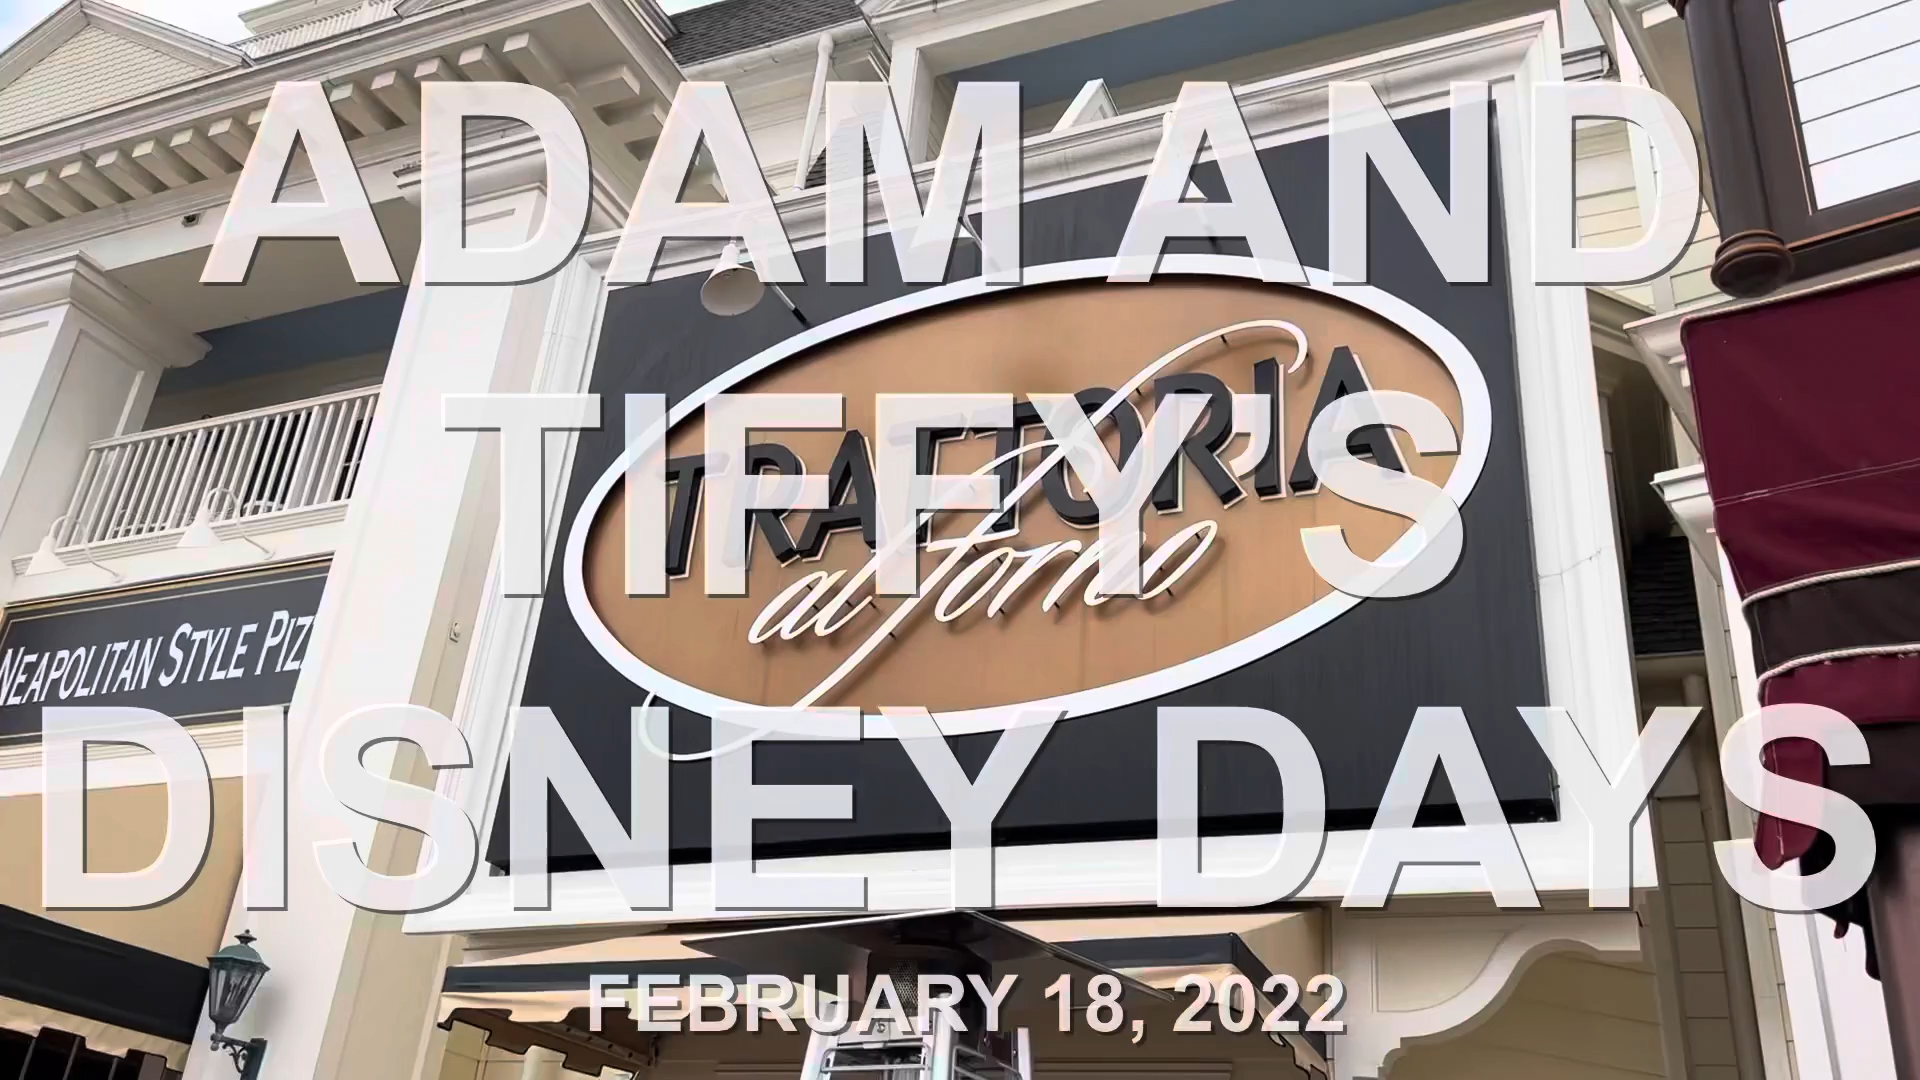 ADAM AND
TIFFY'S
DISNEY DAYS
FEBRUARY 18, 2022
TRATTORIA
al forno
NEAPOLITAN STYLE PIZ